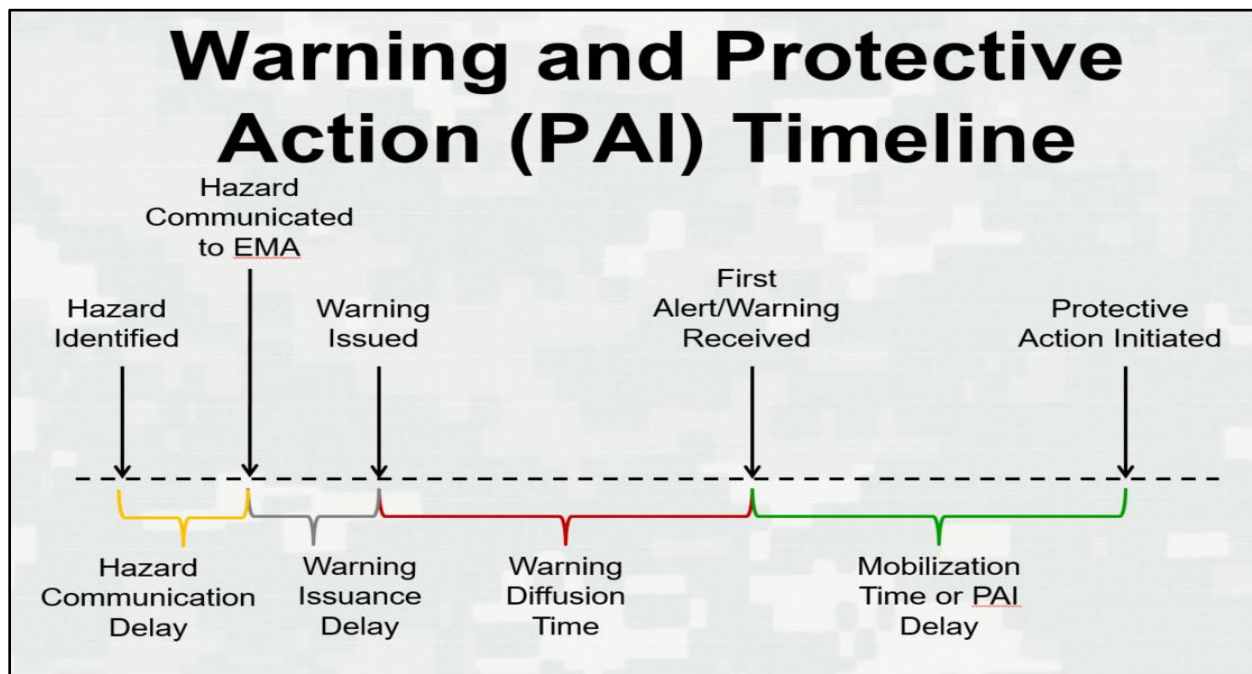 Warning and Protective
Action (PAI) Timeline
Hazard
Communicated
to EMA
Hazard
Identified
Warning
Issued
First
Alert/Warning
Received
Protective
Action Initiated
Hazard
Communication
Delay
Warning
Issuance
Delay
Warning
Diffusion
Time
Mobilization
Time or PAI
Delay